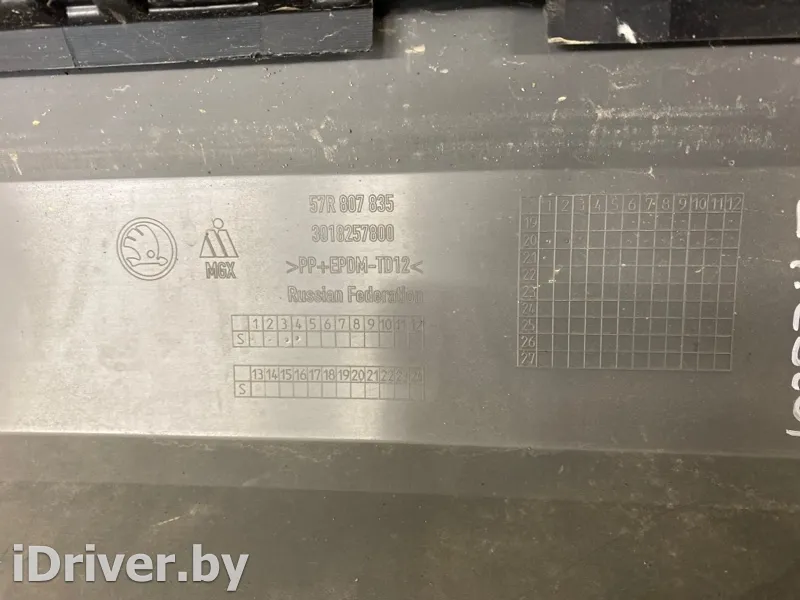 57R 807 835
3018257800
>PP+EPDM-TD12<
Russian Federation
MGX
1 2 3 4 5 6 7 8 9 10 11 12
S
13 14 15 16 17 18 19 20 21 22 23
S
1 2 3 4 5 6 7 8 9 10 11 12
19
20
21
22
23
24
25
26
27
iDriver.by